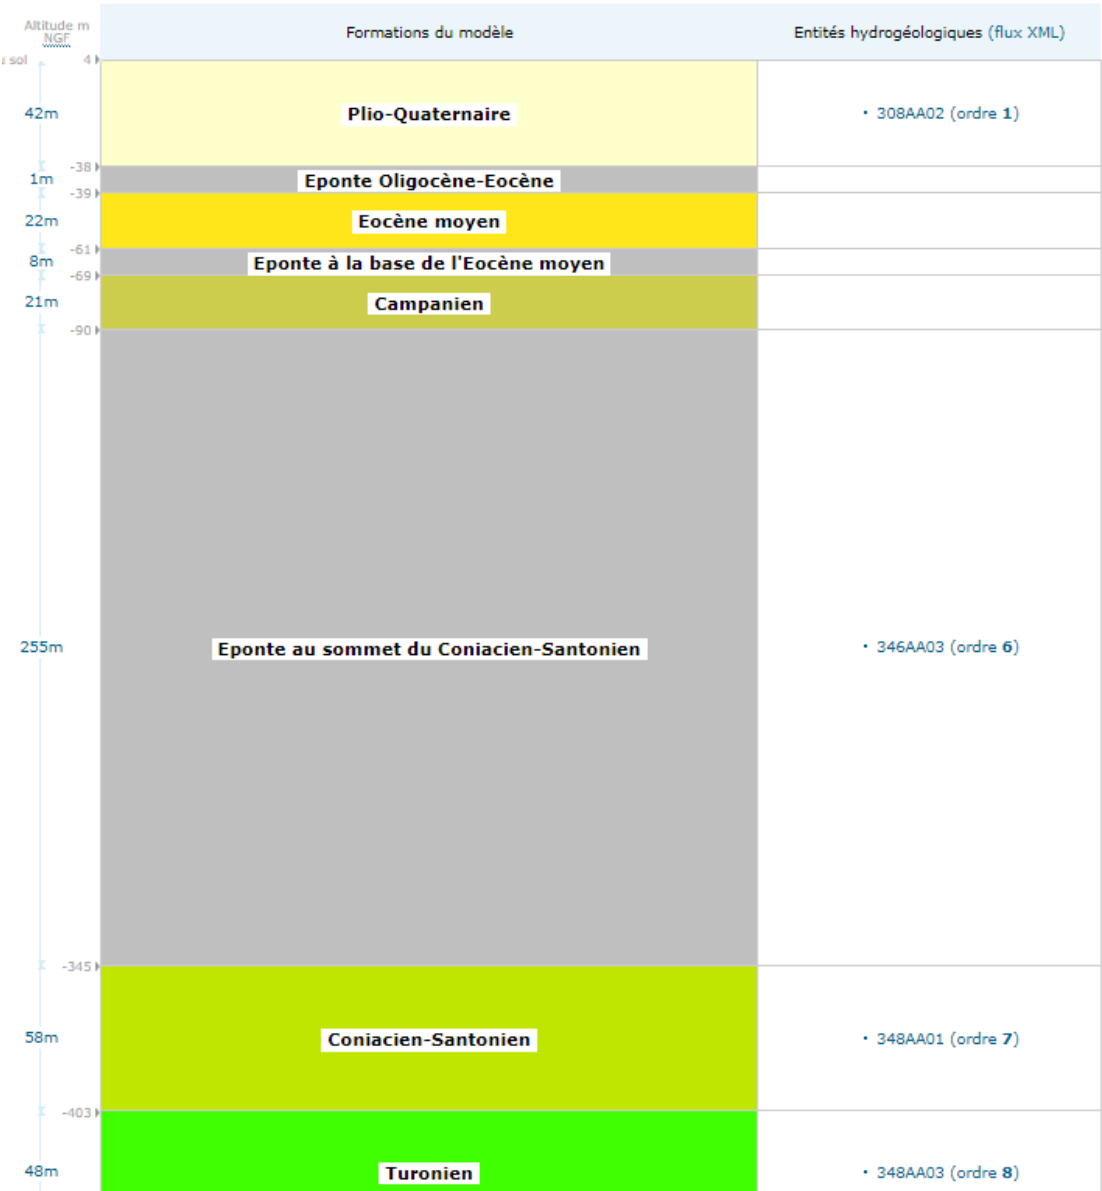 Altitude m
NGF
Formations du modèle
Entités hydrogéologiques (flux XML)
sol
4
42m
Plio-Quaternaire
• 308AA02 (ordre 1)
-38
1m
Eponte Oligocène-Eocène
-39
22m
Eocène moyen
-61
8m
Eponte à la base de l'Eocène moyen
-69
21m
Campanien
-90
255m
Eponte au sommet du Coniacien-Santonien
• 346AA03 (ordre 6)
-345
58m
Coniacien-Santonien
• 348AA01 (ordre 7)
-403
48m
Turonien
• 348AA03 (ordre 8)